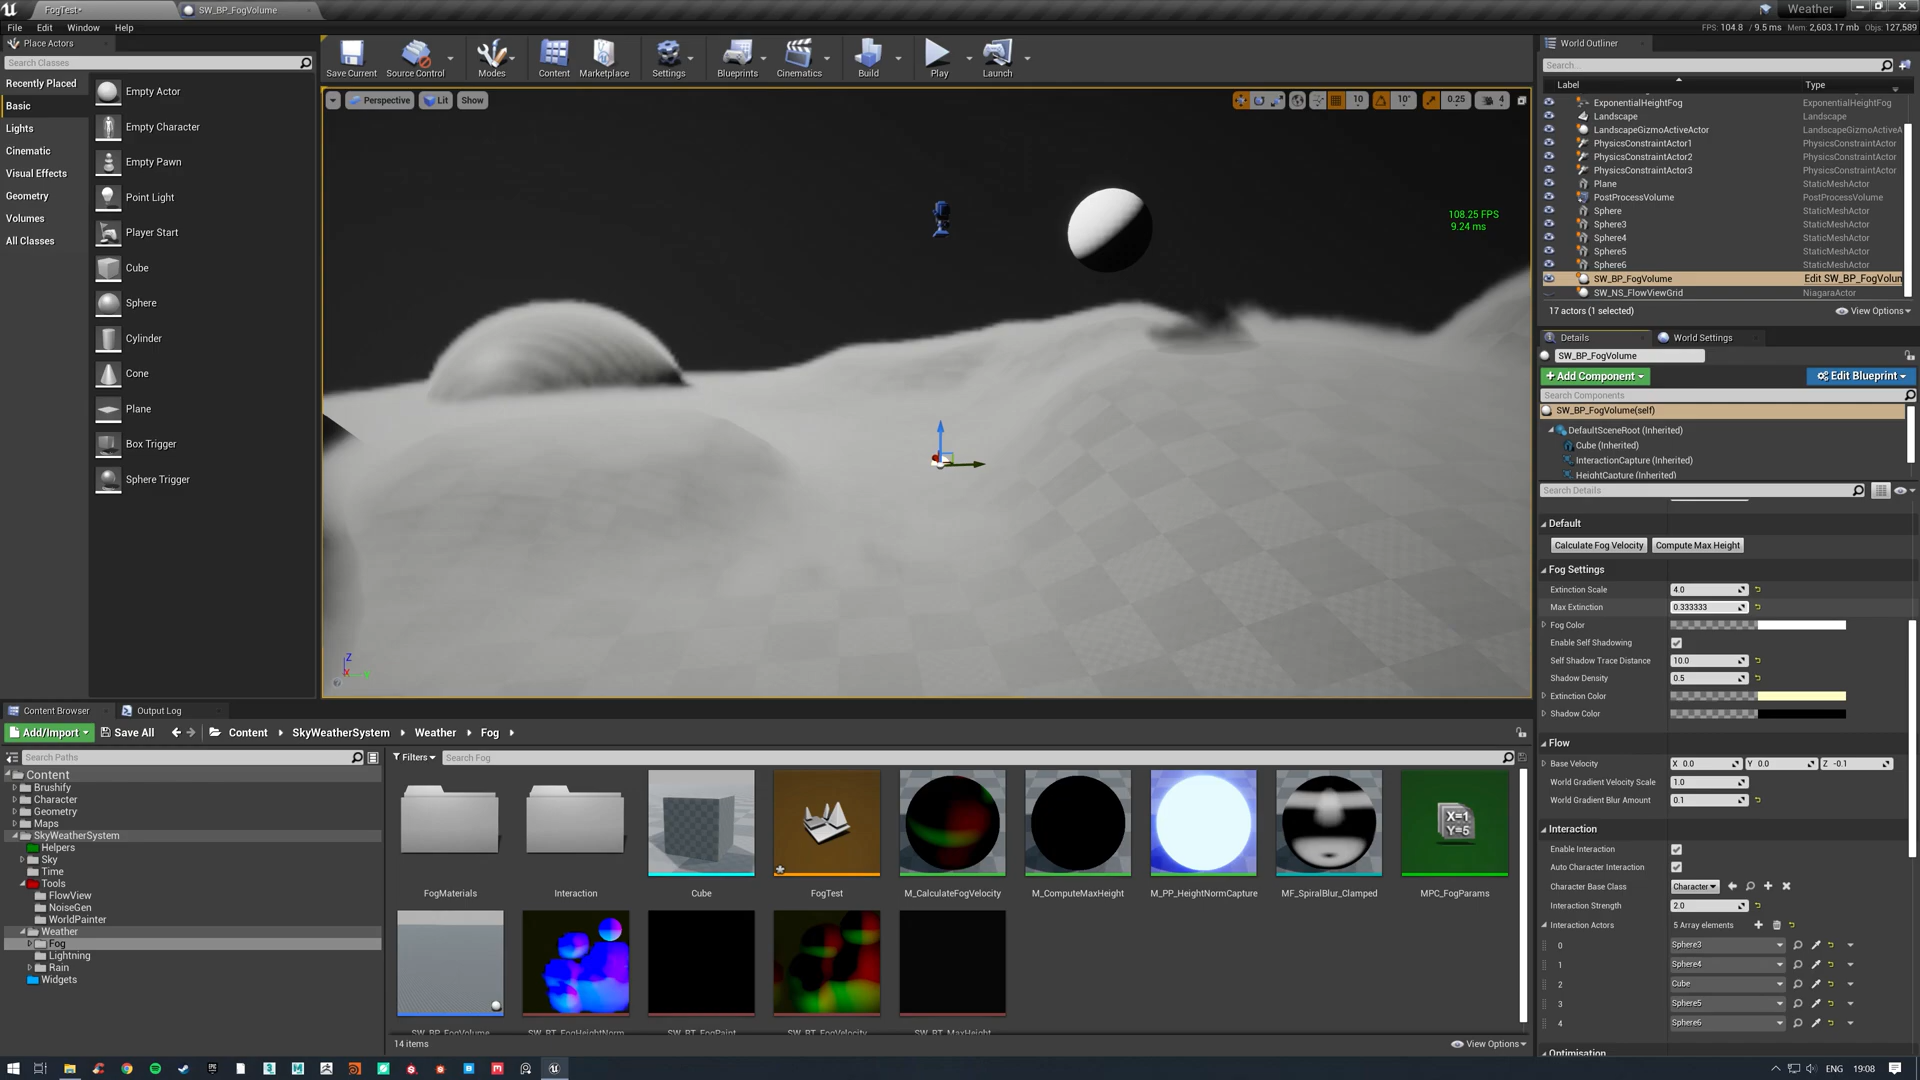 FogTest•
SW_BP_FogVolume
Weather
File Edit Window Help
FPS: 104.8 / 9.5 ms Mem: 2,603.17 mb Obj: 127,589
Place Actors
Search Classes
Recently Placed
Basic
Lights
Cinematic
Visual Effects
Geometry
Volumes
All Classes
Empty Actor
Empty Character
Empty Pawn
Point Light
Player Start
Cube
Sphere
Cylinder
Cone
Plane
Box Trigger
Sphere Trigger
Save Current
Source Control
Modes
Content
Marketplace
Settings
Blueprints
Cinematics
Build
Play
Launch
Perspective
Lit
Show
10
10°
0.25
4
108.25 FPS
9.24 ms
Z
World Outliner
Search...
Label Type
ExponentialHeightFog ExponentialHeightFog
Landscape Landscape
LandscapeGizmoActiveActor LandscapeGizmoActiveA
PhysicsConstraintActor1 PhysicsConstraintActor
PhysicsConstraintActor2 PhysicsConstraintActor
PhysicsConstraintActor3 PhysicsConstraintActor
Plane StaticMeshActor
PostProcessVolume PostProcessVolume
Sphere StaticMeshActor
Sphere3 StaticMeshActor
Sphere4 StaticMeshActor
Sphere5 StaticMeshActor
Sphere6 StaticMeshActor
SW_BP_FogVolume Edit SW_BP_FogVolun
SW_NS_FlowViewGrid NiagaraActor
17 actors (1 selected)
View Options
Details
World Settings
SW_BP_FogVolume
+ Add Component
Edit Blueprint
Search Components
SW_BP_FogVolume(self)
DefaultSceneRoot (Inherited)
Cube (Inherited)
InteractionCapture (Inherited)
HeightCapture (Inherited)
Search Details
Default
Calculate Fog Velocity
Compute Max Height
Fog Settings
Extinction Scale 4.0
Max Extinction 0.333333
Fog Color
Enable Self Shadowing
Self Shadow Trace Distance 10.0
Shadow Density 0.5
Extinction Color
Shadow Color
Flow
Base Velocity X 0.0 Y 0.0 Z -0.1
World Gradient Velocity Scale 1.0
World Gradient Blur Amount 0.1
Interaction
Enable Interaction
Auto Character Interaction
Character Base Class Character
Interaction Strength 2.0
Interaction Actors 5 Array elements
0 Sphere3
1 Sphere4
2 Cube
3 Sphere5
4 Sphere6
Optimisation
Content Browser
Output Log
Add/Import
Save All
Content SkyWeatherSystem Weather Fog
Search Paths
Filters
Search Fog
Content
Brushify
Character
Geometry
Maps
SkyWeatherSystem
Helpers
Sky
Time
Tools
FlowView
NoiseGen
WorldPainter
Weather
Fog
Lightning
Rain
Widgets
X=1
Y=5
FogMaterials
Interaction
Cube
FogTest
M_CalculateFogVelocity
M_ComputeMaxHeight
M_PP_HeightNormCapture
MF_SpiralBlur_Clamped
MPC_FogParams
SW_BP_FogVolume
SW_RT_FogHeightNorm
SW_RT_FogPaint
SW_RT_FogVelocity
SW_RT_MaxHeight
14 items
View Options
ENG
19:08